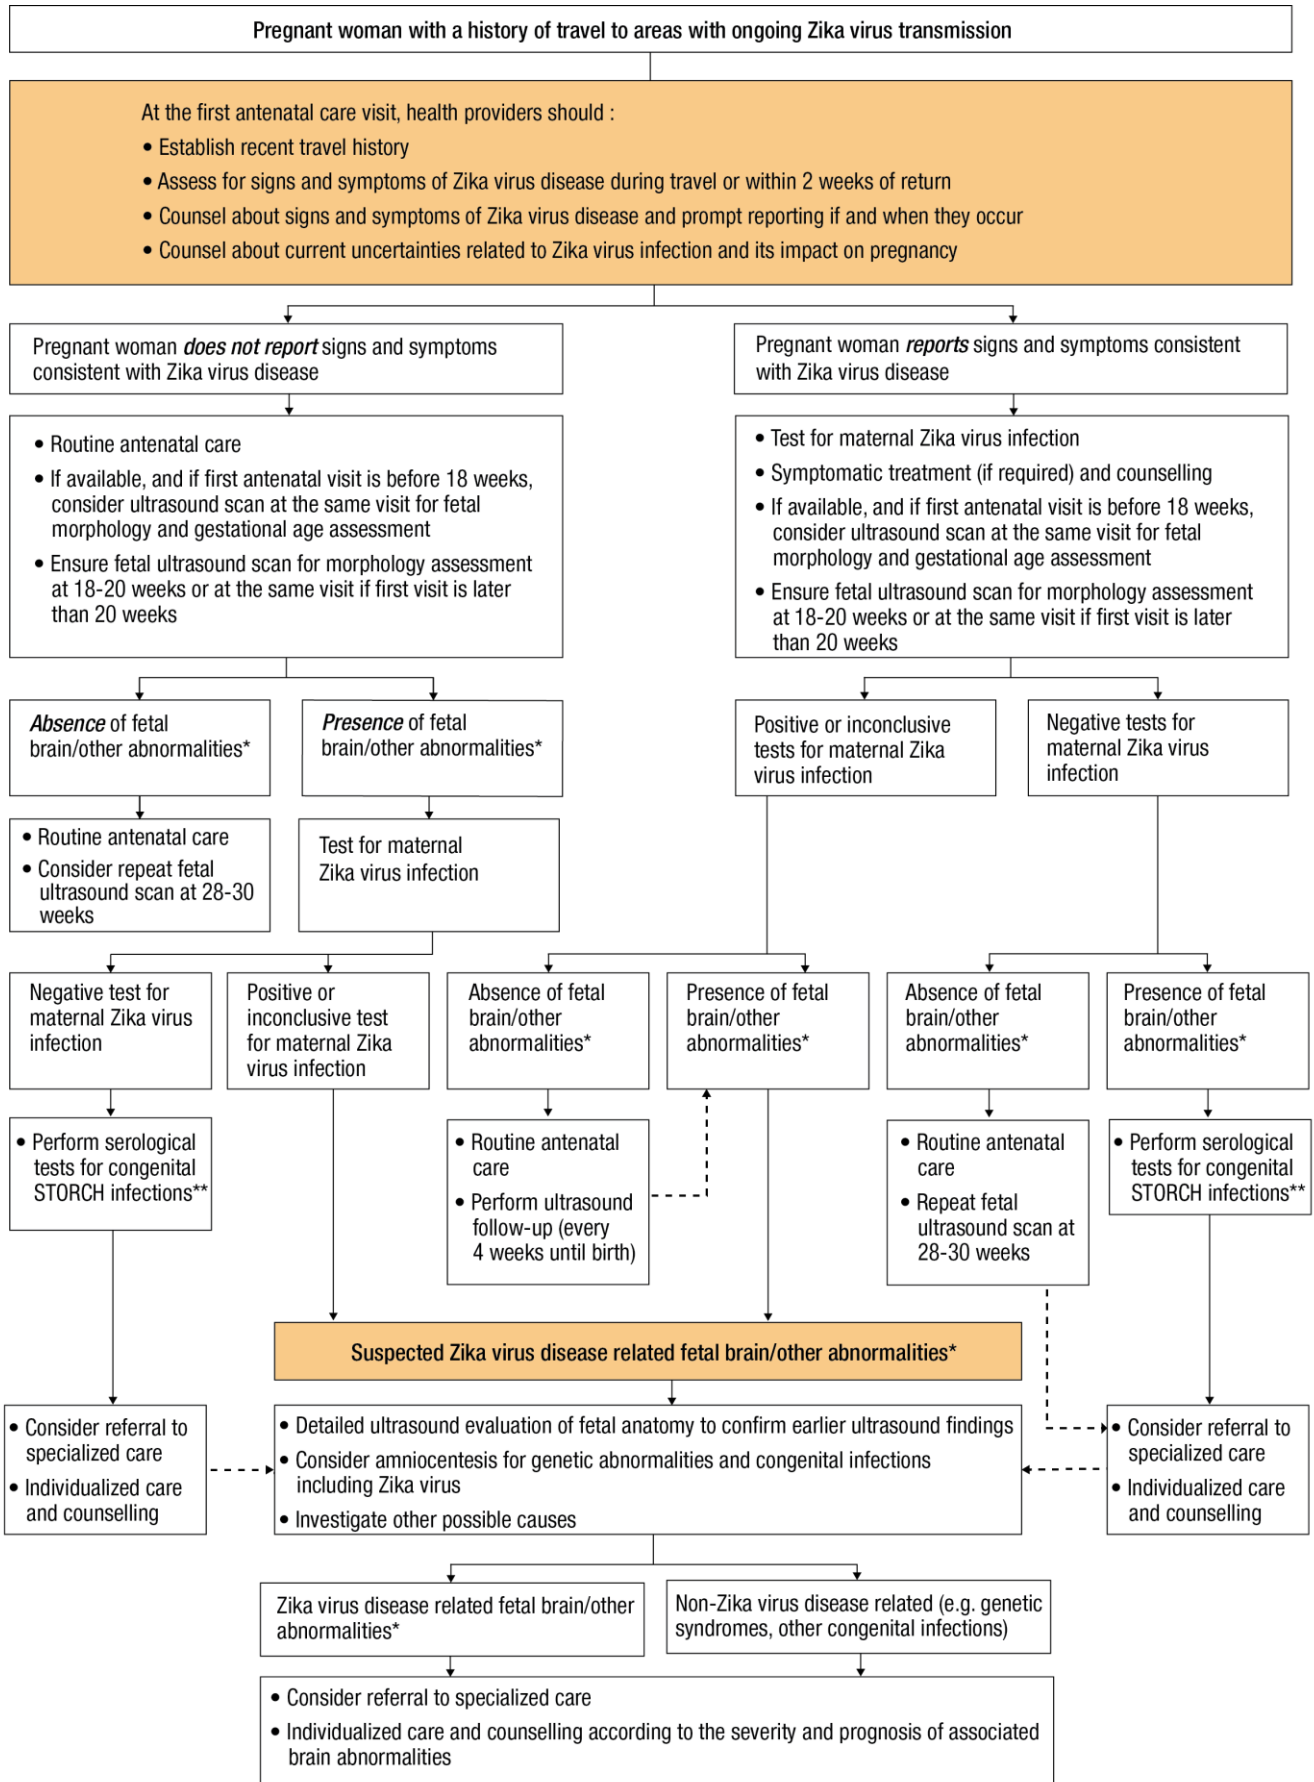 Pregnant woman with a history of travel to areas with ongoing Zika virus transmission
At the first antenatal care visit, health providers should :
• Establish recent travel history
• Assess for signs and symptoms of Zika virus disease during travel or within 2 weeks of return
• Counsel about signs and symptoms of Zika virus disease and prompt reporting if and when they occur
• Counsel about current uncertainties related to Zika virus infection and its impact on pregnancy
Pregnant woman does not report signs and symptoms
consistent with Zika virus disease
Pregnant woman reports signs and symptoms consistent
with Zika virus disease
• Routine antenatal care
• If available, and if first antenatal visit is before 18 weeks,
consider ultrasound scan at the same visit for fetal
morphology and gestational age assessment
• Ensure fetal ultrasound scan for morphology assessment
at 18-20 weeks or at the same visit if first visit is later
than 20 weeks
• Test for maternal Zika virus infection
• Symptomatic treatment (if required) and counselling
• If available, and if first antenatal visit is before 18 weeks,
consider ultrasound scan at the same visit for fetal
morphology and gestational age assessment
• Ensure fetal ultrasound scan for morphology assessment
at 18-20 weeks or at the same visit if first visit is later
than 20 weeks
Absence of fetal
brain/other abnormalities*
Presence of fetal
brain/other abnormalities*
Positive or inconclusive
tests for maternal Zika
virus infection
Negative tests for
maternal Zika virus
infection
• Routine antenatal care
• Consider repeat fetal
ultrasound scan at 28-30
weeks
Test for maternal
Zika virus infection
Negative test for
maternal Zika virus
infection
Positive or
inconclusive test
for maternal Zika
virus infection
Absence of fetal
brain/other
abnormalities*
Presence of fetal
brain/other
abnormalities*
Absence of fetal
brain/other
abnormalities*
Presence of fetal
brain/other
abnormalities*
• Perform serological
tests for congenital
STORCH infections**
• Routine antenatal
care
• Perform ultrasound
follow-up (every
4 weeks until birth)
• Routine antenatal
care
• Repeat fetal
ultrasound scan at
28-30 weeks
• Perform serological
tests for congenital
STORCH infections**
Suspected Zika virus disease related fetal brain/other abnormalities*
• Consider referral to
specialized care
• Individualized care
and counselling
• Detailed ultrasound evaluation of fetal anatomy to confirm earlier ultrasound findings
• Consider amniocentesis for genetic abnormalities and congenital infections
including Zika virus
• Investigate other possible causes
• Consider referral to
specialized care
• Individualized care
and counselling
Zika virus disease related fetal brain/other
abnormalities*
Non-Zika virus disease related (e.g. genetic
syndromes, other congenital infections)
• Consider referral to specialized care
• Individualized care and counselling according to the severity and prognosis of associated
brain abnormalities